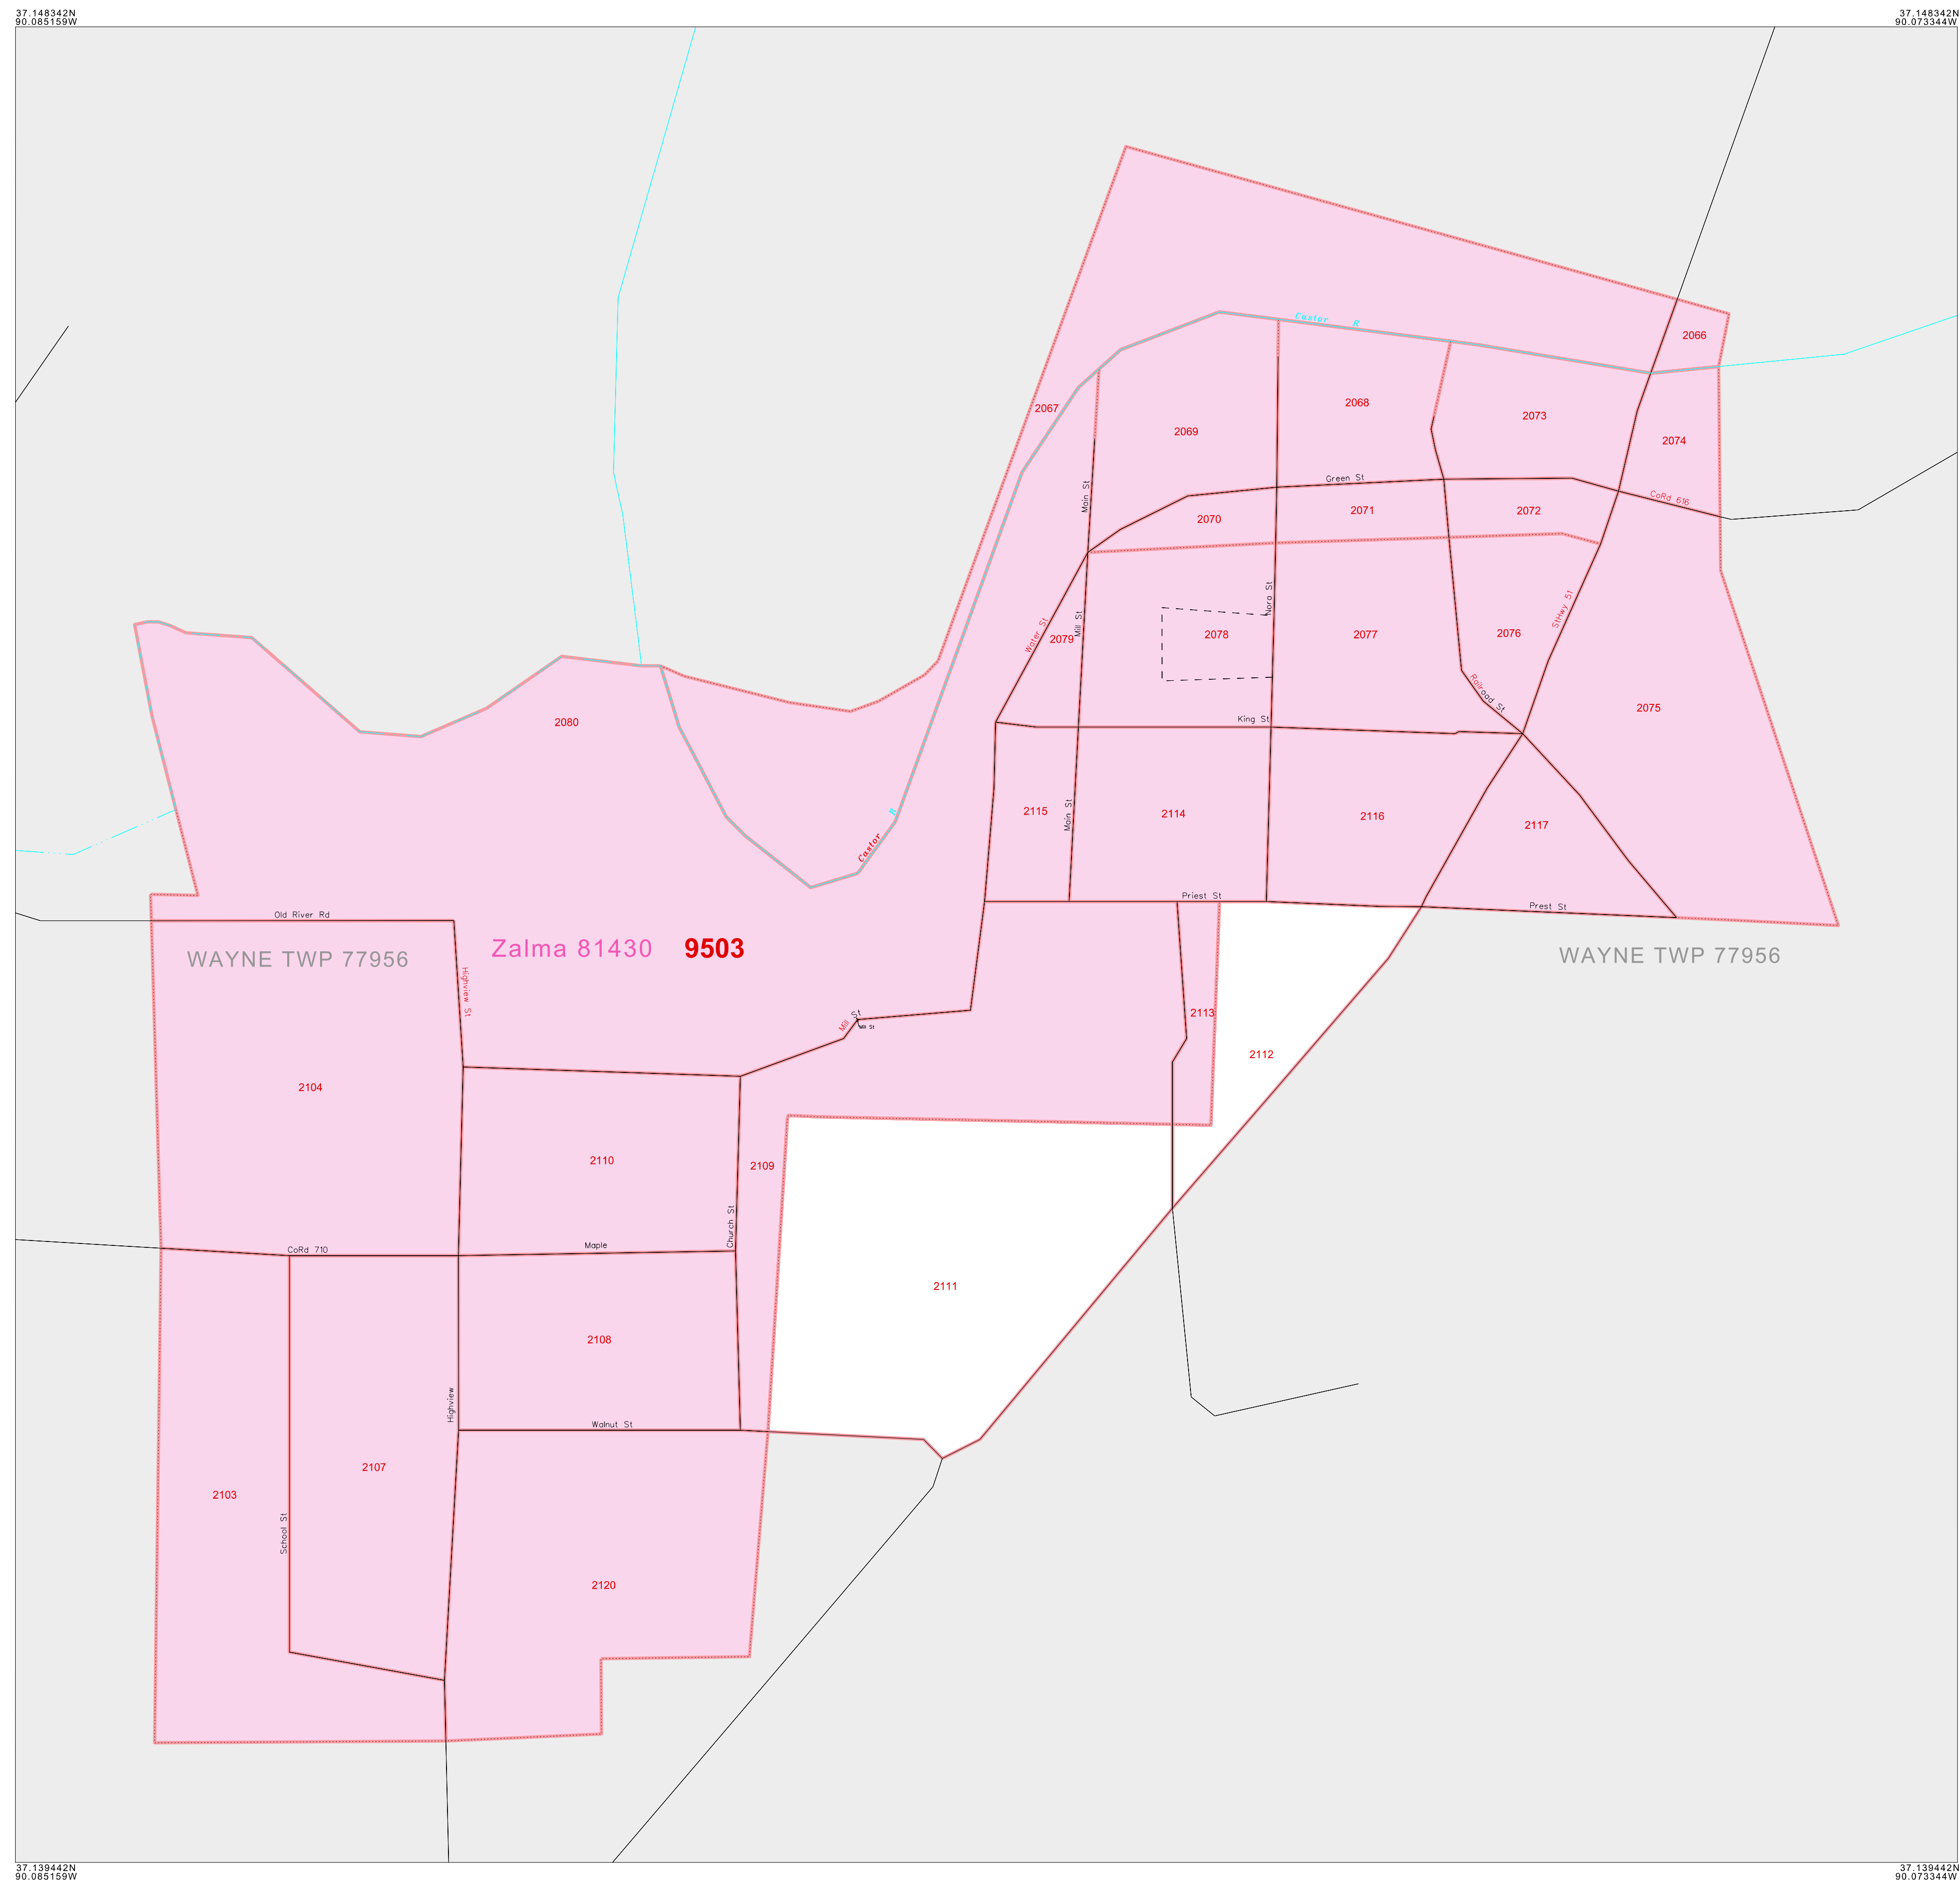 37.148342N
90.085159W
37.148342N
90.073344W
2066
Castor R
2067
2068
2069
2073
2074
Main St
Green St
CoRd 616
2070
2071
2072
Nora St
StHwy 51
Water St
Mill St
2079
2078
2077
2076
Railroad St
2075
2080
King St
2115
Main St
2114
2116
2117
Castor R
Priest St
Prest St
Old River Rd
WAYNE TWP 77956
Zalma 81430
9503
WAYNE TWP 77956
Highview St
Mill St
Mill St
2113
2112
2104
2110
2109
Church St
CoRd 710
Maple
2111
2108
Highview
Walnut St
2107
2103
School St
2120
37.139442N
90.085159W
37.139442N
90.073344W